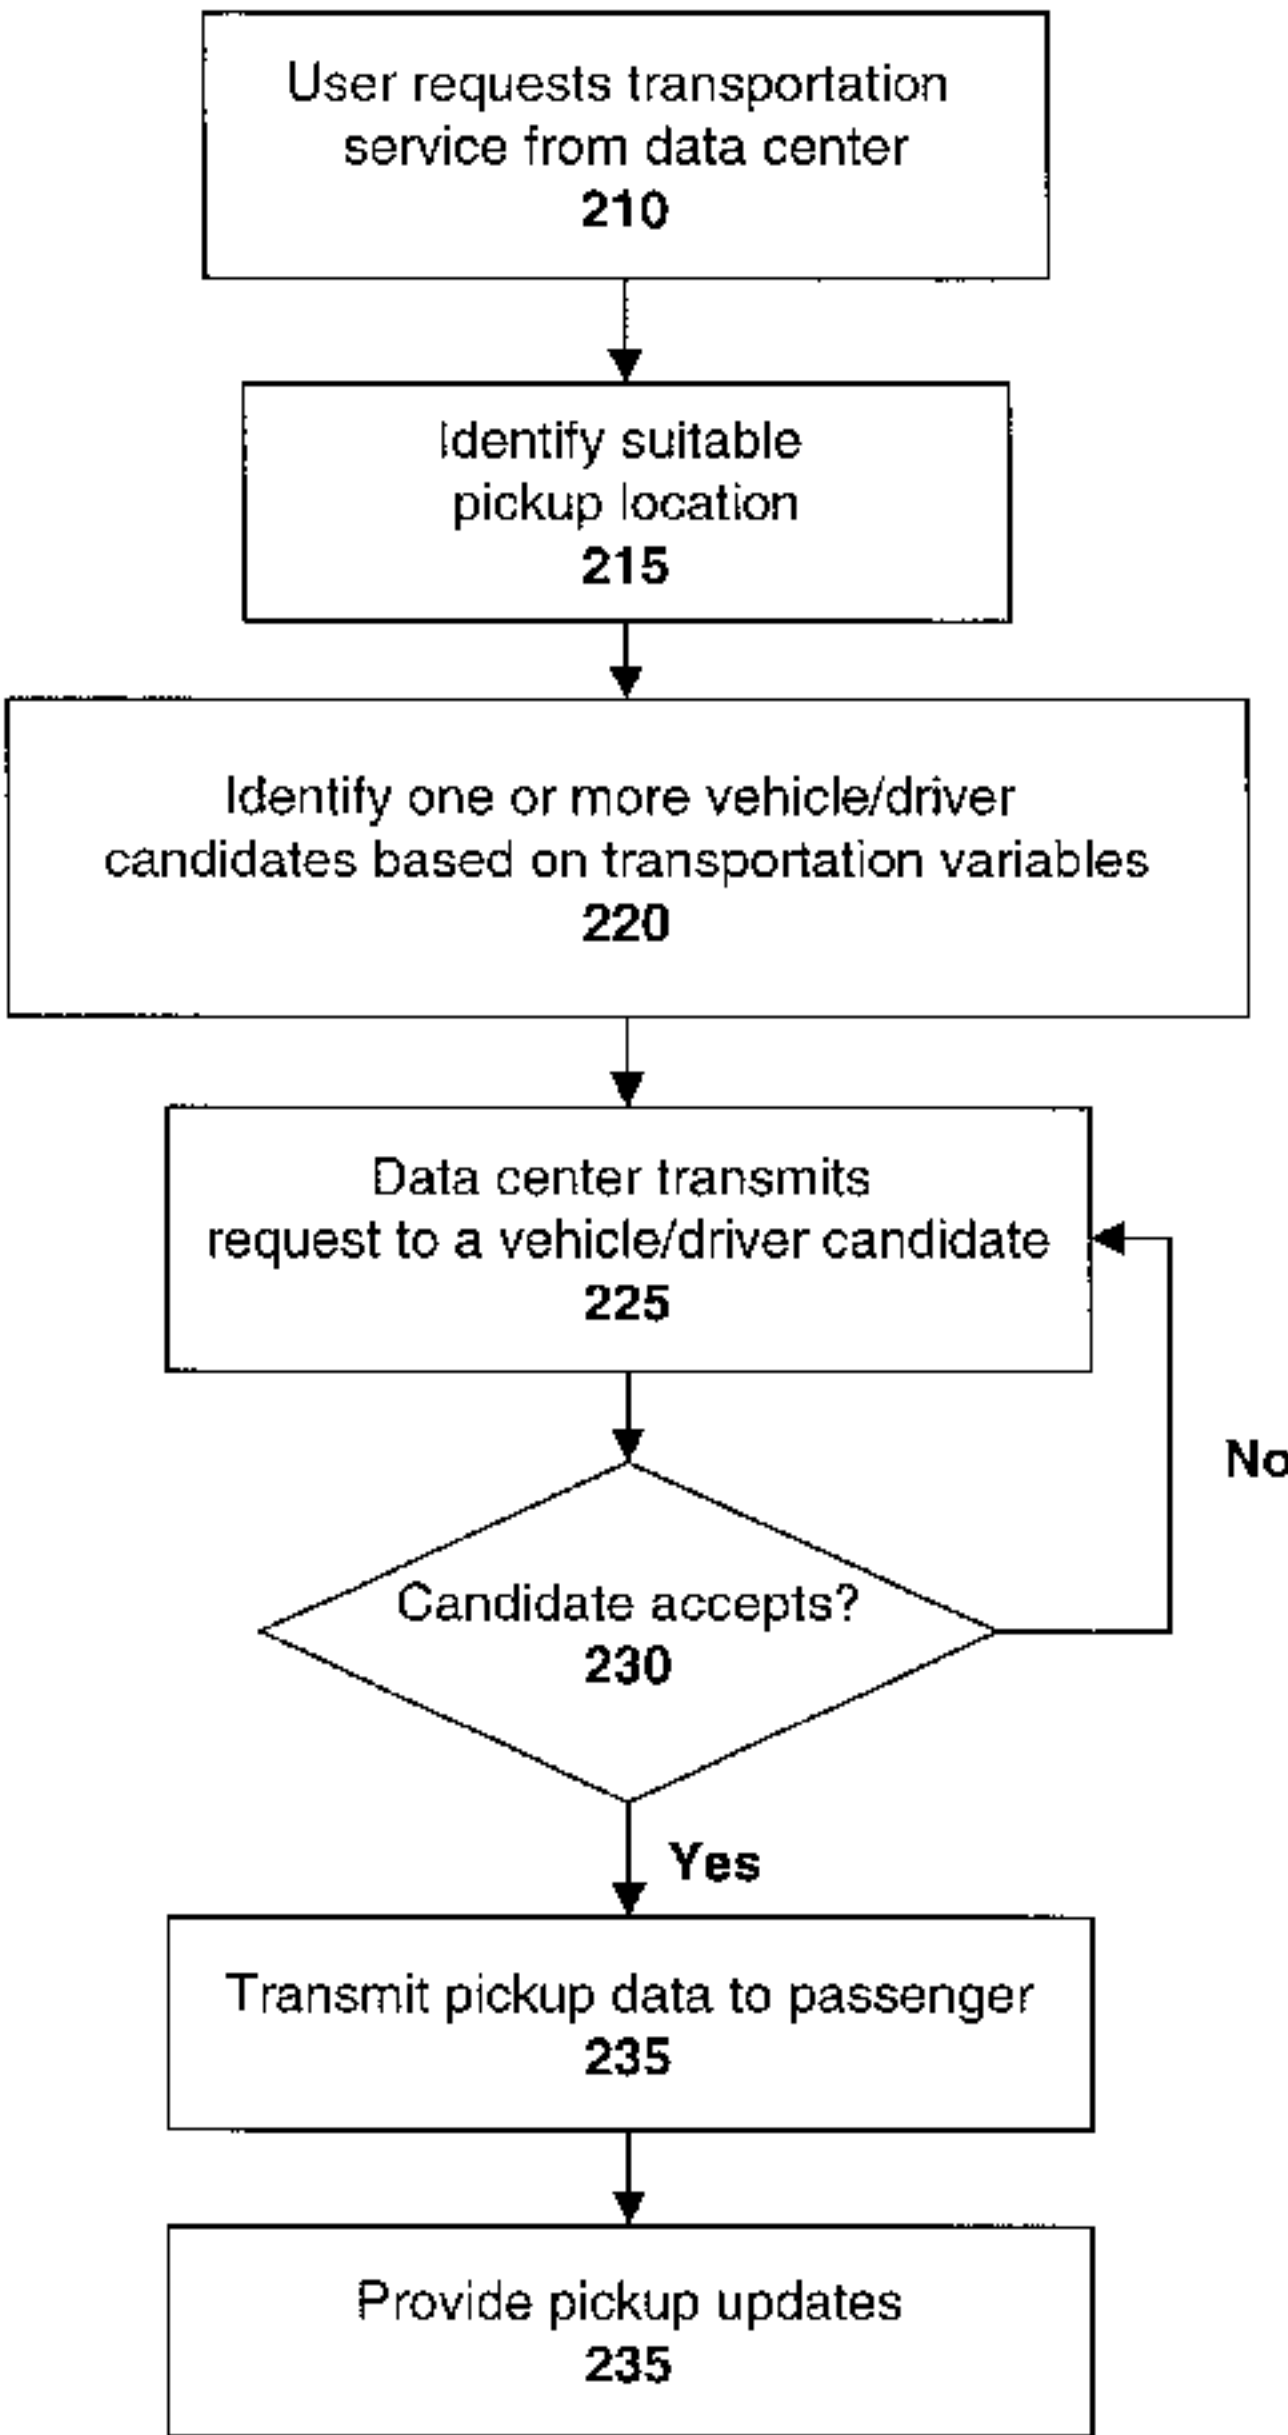 User requests transportation
service from data center
210
Identify suitable
pickup location
215
Identify one or more vehicle/driver
candidates based on transportation variables
220
Data center transmits
request to a vehicle/driver candidate
225
No
Candidate accepts?
230
Yes
Transmit pickup data to passenger
235
Provide pickup updates
235